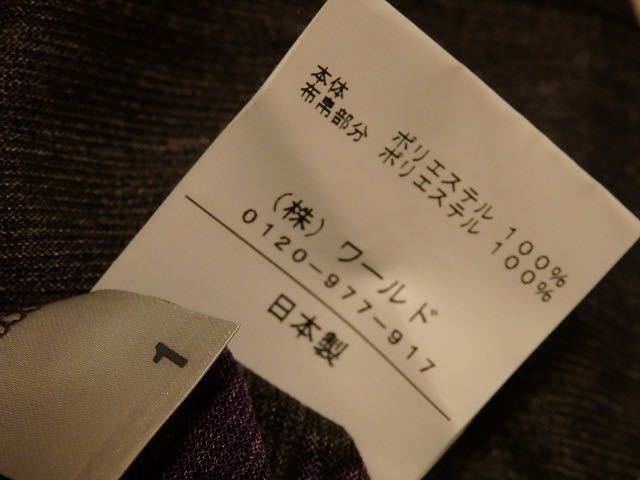 本体 ポリエステル 100%
布帛部分 ポリエステル 100%
(株) ワールド
0120-977-917
日本製
1